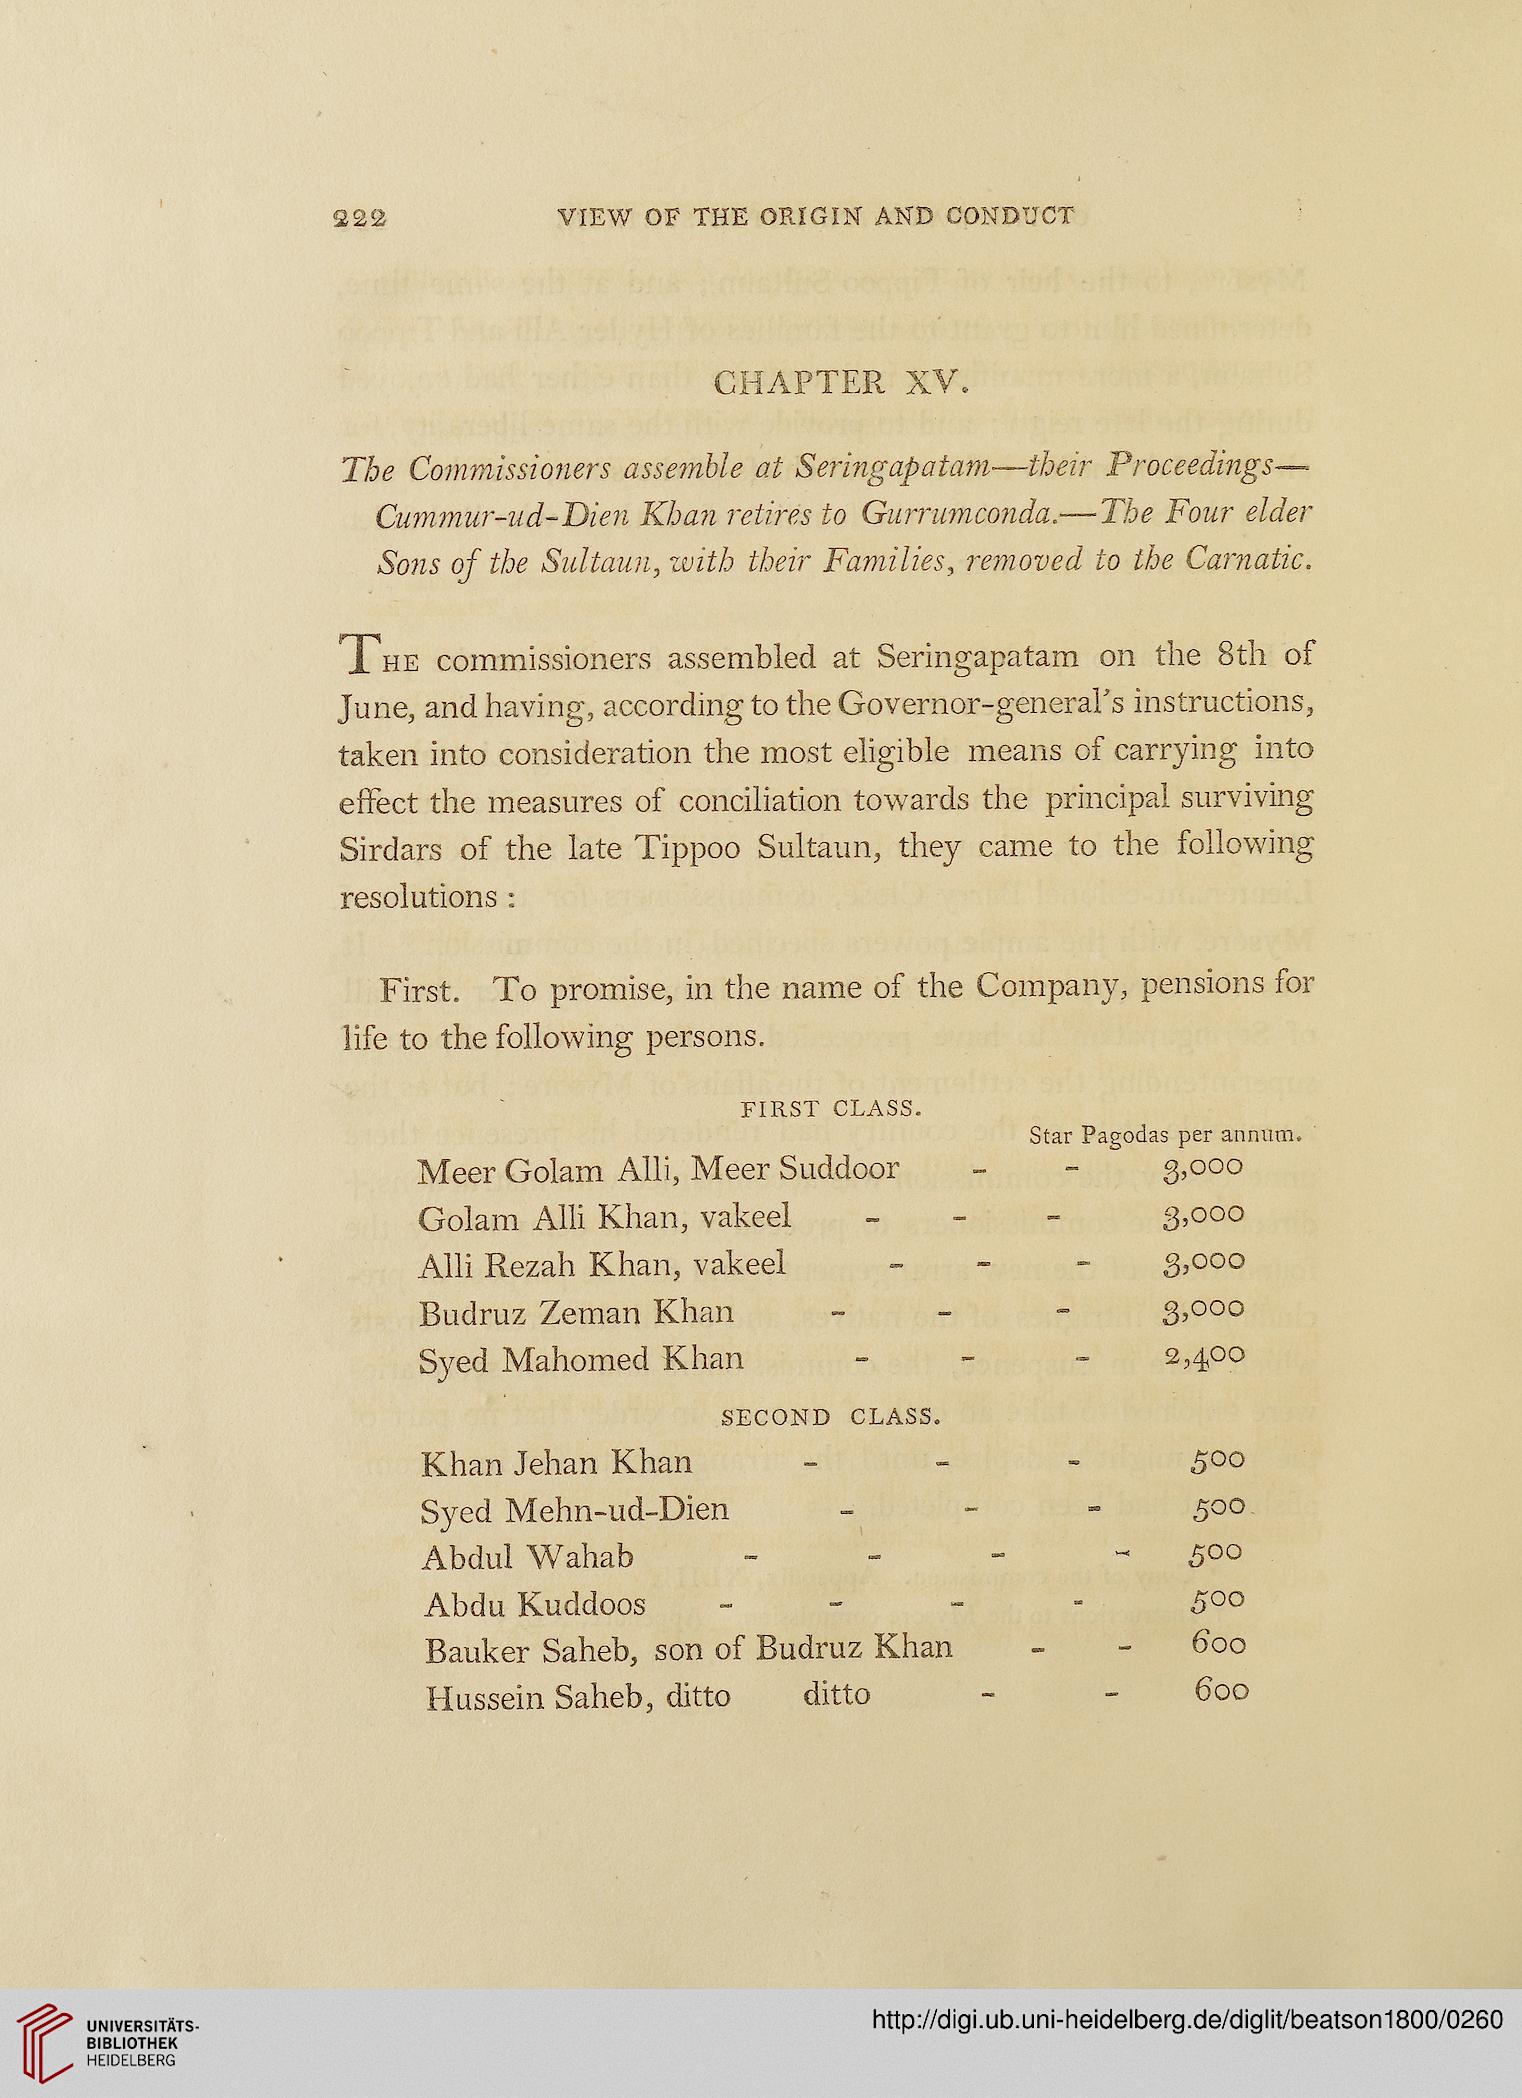 222 VIEW OF THE ORIGIN AND CONDUCT
CHAPTER XV.
The Commissioners assemble at Seringapatam—their Proceedings—
Cummur-ud-Dien Khan retires to Gurrumconda.—The Four elder
Sons of the Sultaun, with their Families, removed to the Carnatic.
THE commissioners assembled at Seringapatam on the 8th of
June, and having, according to the Governor-general's instructions,
taken into consideration the most eligible means of carrying into
effect the measures of conciliation towards the principal surviving
Sirdars of the late Tippoo Sultaun, they came to the following
resolutions :
First. To promise, in the name of the Company, pensions for
life to the following persons.
FIRST CLASS.
Star Pagodas per annum.
Meer Golam Alli, Meer Suddoor - - 3,000
Golam Alli Khan, vakeel - - - 3,000
Alli Rezah Khan, vakeel - - - 3,000
Budruz Zeman Khan - - - 3,000
Syed Mahomed Khan - - - 2,400
SECOND CLASS.
Khan Jehan Khan - - - 500
Syed Mehn-ud-Dien - - - 500
Abdul Wahab - - - - 500
Abdu Kuddoos - - - - 500
Bauker Saheb, son of Budruz Khan - - 600
Hussein Saheb, ditto ditto - - 600
UNIVERSITÄTS-
BIBLIOTHEK
HEIDELBERG
http://digi.ub.uni-heidelberg.de/diglit/beatson1800/0260